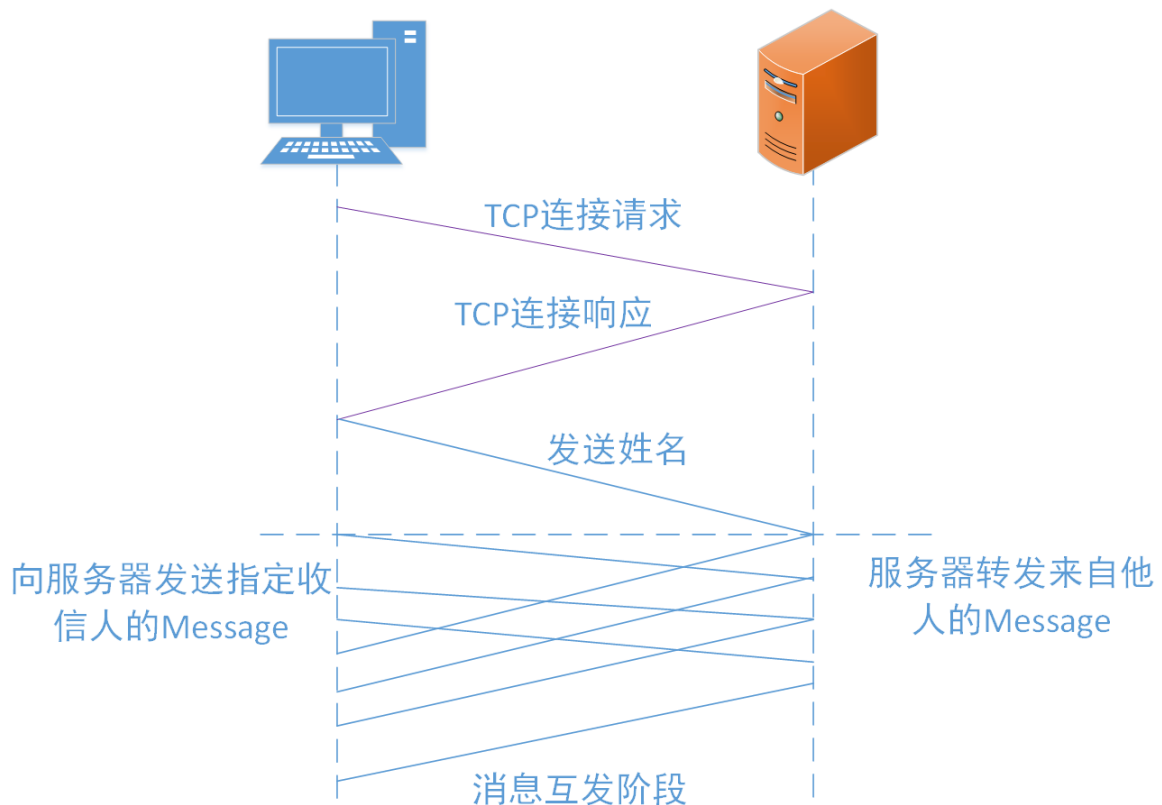 TCP连接请求
TCP连接响应
发送姓名
向服务器发送指定收
信人的Message
服务器转发来自他
人的Message
消息互发阶段